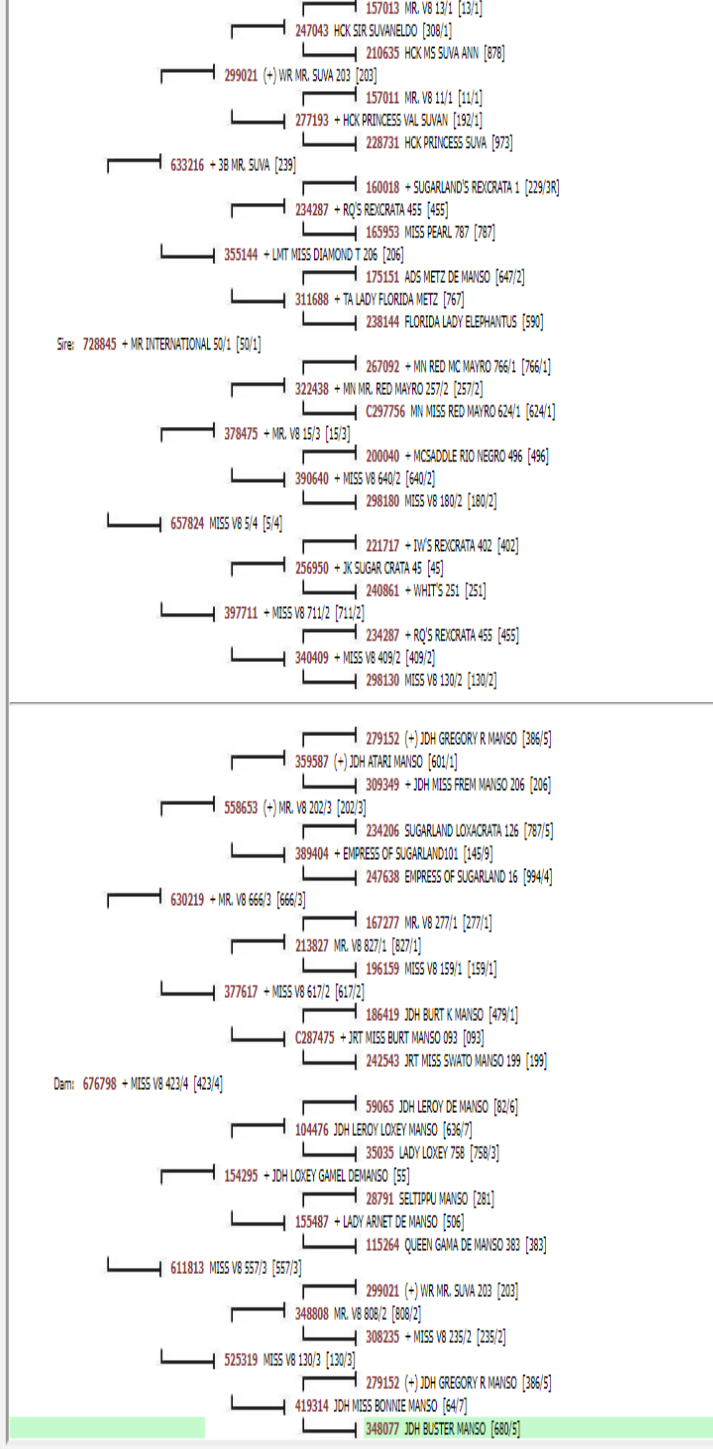 157013 MR. V8 13/1 [13/1]
247043 HCK SIR SUVANELDO [308/1]
210635 HCK MS SUVA ANN [878]
299021 (+) WR MR. SUVA 203 [203]
157011 MR. V8 11/1 [11/1]
277193 + HCK PRINCESS VAL SUVAN [192/1]
228731 HCK PRINCESS SUVA [973]
633216 + 3B MR. SUVA [239]
160018 + SUGARLAND'S REXCRATA 1 [229/3R]
234287 + RQ'S REXCRATA 455 [455]
165953 MISS PEARL 787 [787]
355144 + LMT MISS DIAMOND T 206 [206]
175151 ADS METZ DE MANSO [647/2]
311688 + TA LADY FLORIDA METZ [767]
238144 FLORIDA LADY ELEPHANTUS [590]
Sire: 728845 + MR INTERNATIONAL 50/1 [50/1]
267092 + MN RED MC MAYRO 766/1 [766/1]
322438 + MN MR. RED MAYRO 257/2 [257/2]
C297756 MN MISS RED MAYRO 624/1 [624/1]
378475 + MR. V8 15/3 [15/3]
200040 + MCSADDLE RIO NEGRO 496 [496]
390640 + MISS V8 640/2 [640/2]
298180 MISS V8 180/2 [180/2]
657824 MISS V8 5/4 [5/4]
221717 + IW'S REXCRATA 402 [402]
256950 + JK SUGAR CRATA 45 [45]
240861 + WHIT'S 251 [251]
397711 + MISS V8 711/2 [711/2]
234287 + RQ'S REXCRATA 455 [455]
340409 + MISS V8 409/2 [409/2]
298130 MISS V8 130/2 [130/2]
279152 (+) JDH GREGORY R MANSO [386/5]
359587 (+) JDH ATARI MANSO [601/1]
309349 + JDH MISS FREM MANSO 206 [206]
558653 (+) MR. V8 202/3 [202/3]
234206 SUGARLAND LOXACRATA 126 [787/5]
389404 + EMPRESS OF SUGARLAND101 [145/9]
247638 EMPRESS OF SUGARLAND 16 [994/4]
630219 + MR. V8 666/3 [666/3]
167277 MR. V8 277/1 [277/1]
213827 MR. V8 827/1 [827/1]
196159 MISS V8 159/1 [159/1]
377617 + MISS V8 617/2 [617/2]
186419 JDH BURT K MANSO [479/1]
C287475 + JRT MISS BURT MANSO 093 [093]
242543 JRT MISS SWATO MANSO 199 [199]
Dam: 676798 + MISS V8 423/4 [423/4]
59065 JDH LEROY DE MANSO [82/6]
104476 JDH LEROY LOXEY MANSO [636/7]
35035 LADY LOXEY 758 [758/3]
154295 + JDH LOXEY GAMEL DEMANSO [55]
28791 SELTIPPU MANSO [281]
155487 + LADY ARNET DE MANSO [506]
115264 QUEEN GAMA DE MANSO 383 [383]
611813 MISS V8 557/3 [557/3]
299021 (+) WR MR. SUVA 203 [203]
348808 MR. V8 808/2 [808/2]
308235 + MISS V8 235/2 [235/2]
525319 MISS V8 130/3 [130/3]
279152 (+) JDH GREGORY R MANSO [386/5]
419314 JDH MISS BONNIE MANSO [64/7]
348077 JDH BUSTER MANSO [680/5]